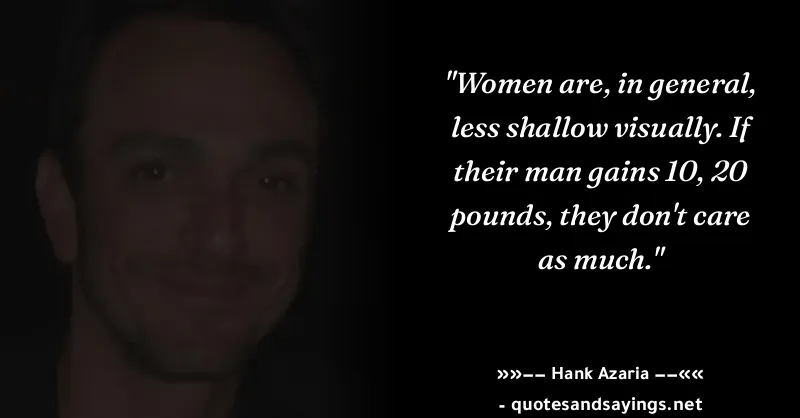 "Women are, in general,
less shallow visually. If
their man gains 10, 20
pounds, they don't care
as much."
»»–– Hank Azaria ––««
- quotesandsayings.net